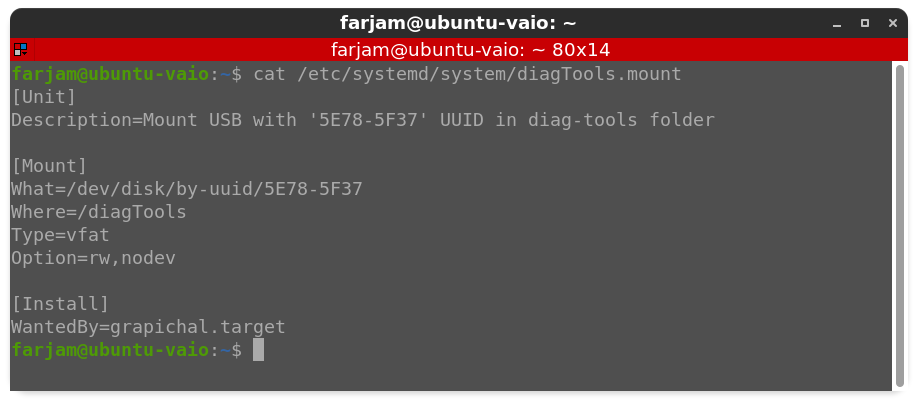 farjam@ubuntu-vaio: ~
farjam@ubuntu-vaio: ~ 80x14
farjam@ubuntu-vaio:~$ cat /etc/systemd/system/diagTools.mount
[Unit]
Description=Mount USB with '5E78-5F37' UUID in diag-tools folder
[Mount]
What=/dev/disk/by-uuid/5E78-5F37
Where=/diagTools
Type=vfat
Option=rw,nodev
[Install]
WantedBy=grapichal.target
farjam@ubuntu-vaio:~$